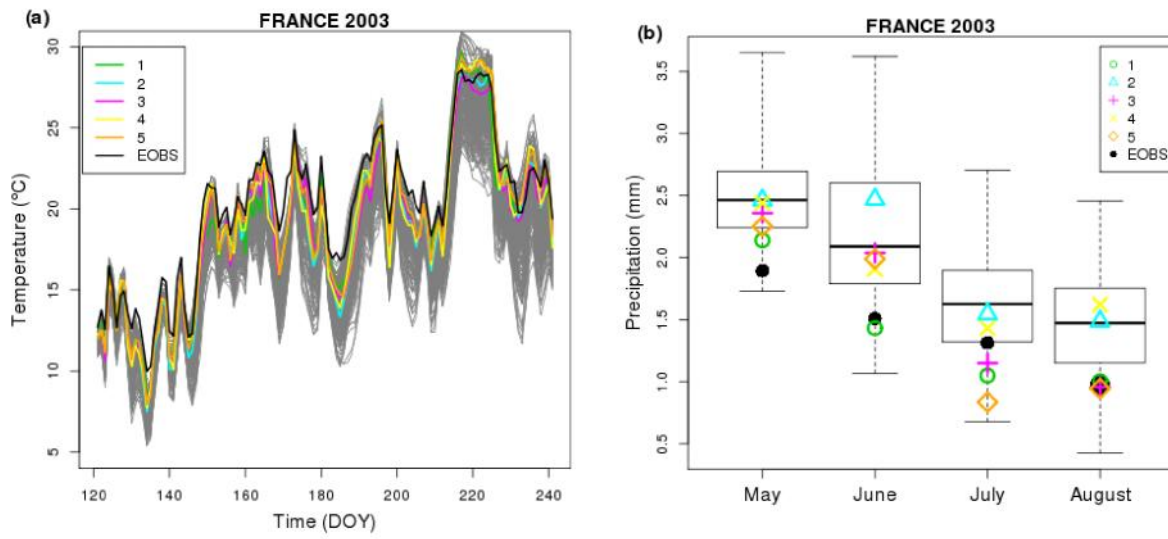 (a)
FRANCE 2003
1
2
3
4
5
EOBS
30
25
20
15
10
5
Temperature (ºC)
120 140 160 180 200 220 240
Time (DOY)
(b)
FRANCE 2003
1
2
3
4
5
EOBS
3.5
3.0
2.5
2.0
1.5
1.0
0.5
Precipitation (mm)
May June July August